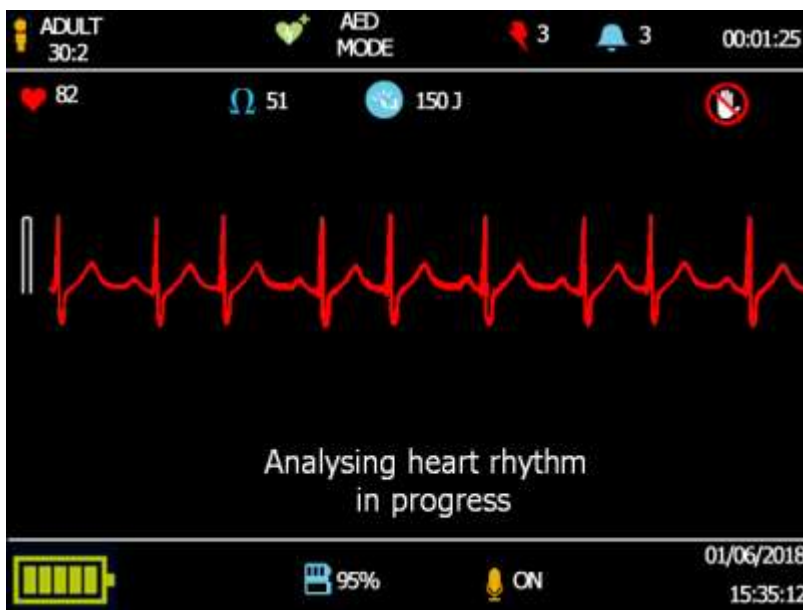 ADULT
30:2
AED
MODE
3
3
00:01:25
82
Ω 51
150 J
Analysing heart rhythm
in progress
95%
ON
01/06/2018
15:35:12